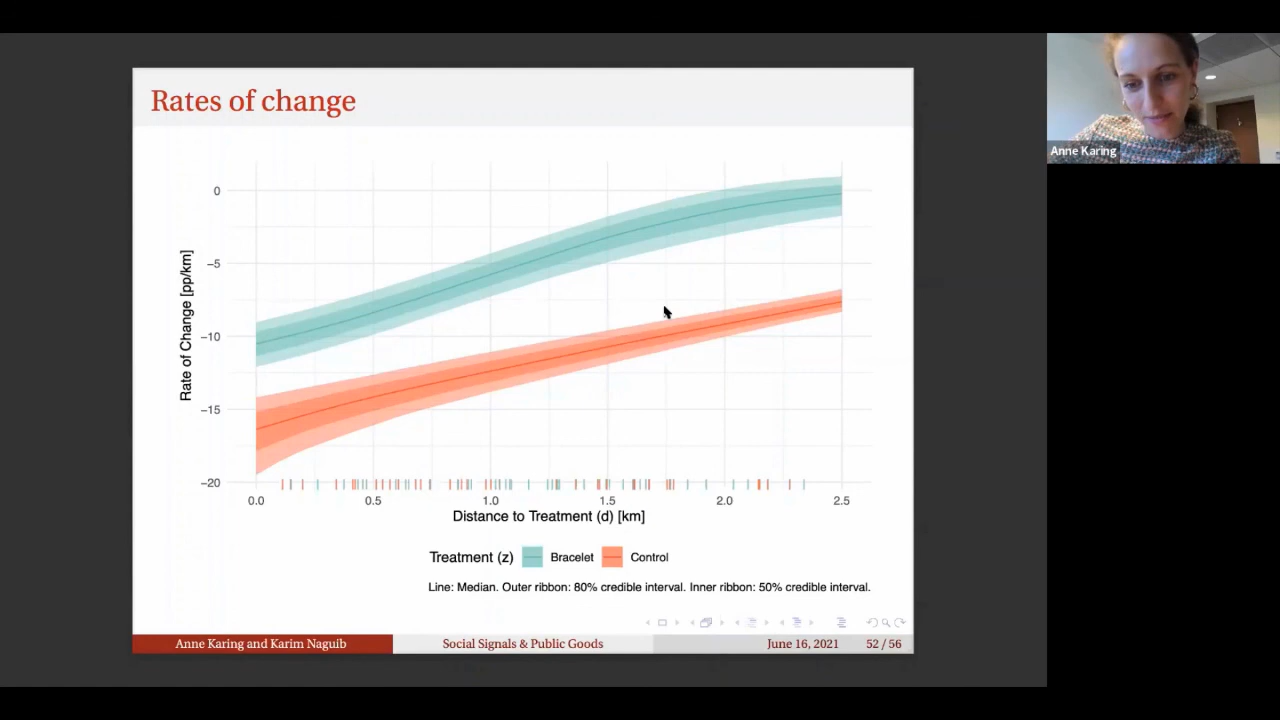 Rates of change
0
−5
−10
−15
−20
Rate of Change [pp/km]
0.0 0.5 1.0 1.5 2.0 2.5
Distance to Treatment (d) [km]
Treatment (z) Bracelet Control
Line: Median. Outer ribbon: 80% credible interval. Inner ribbon: 50% credible interval.
Anne Karing and Karim Naguib Social Signals & Public Goods June 16, 2021 52 / 56
Anne Karing